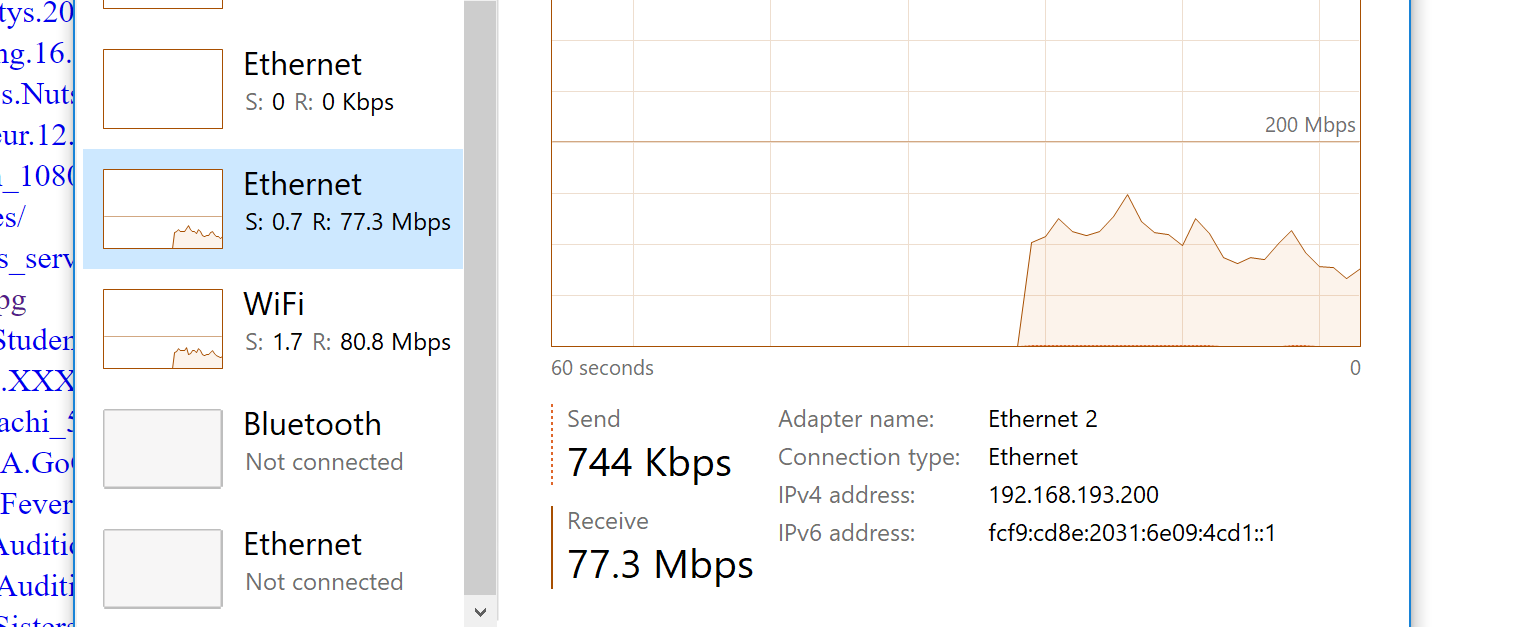 tys.20
ng.16.
s.Nuts
eur.12.
_1080
es/
s_serv
pg
Studen
.XXX
achi_5
A.Go
Fever
Auditi
Auditi
Sisters
Ethernet
S: 0 R: 0 Kbps
Ethernet
S: 0.7 R: 77.3 Mbps
WiFi
S: 1.7 R: 80.8 Mbps
Bluetooth
Not connected
Ethernet
Not connected
200 Mbps
60 seconds 0
Send
744 Kbps
Receive
77.3 Mbps
Adapter name: Ethernet 2
Connection type: Ethernet
IPv4 address: 192.168.193.200
IPv6 address: fcf9:cd8e:2031:6e09:4cd1::1